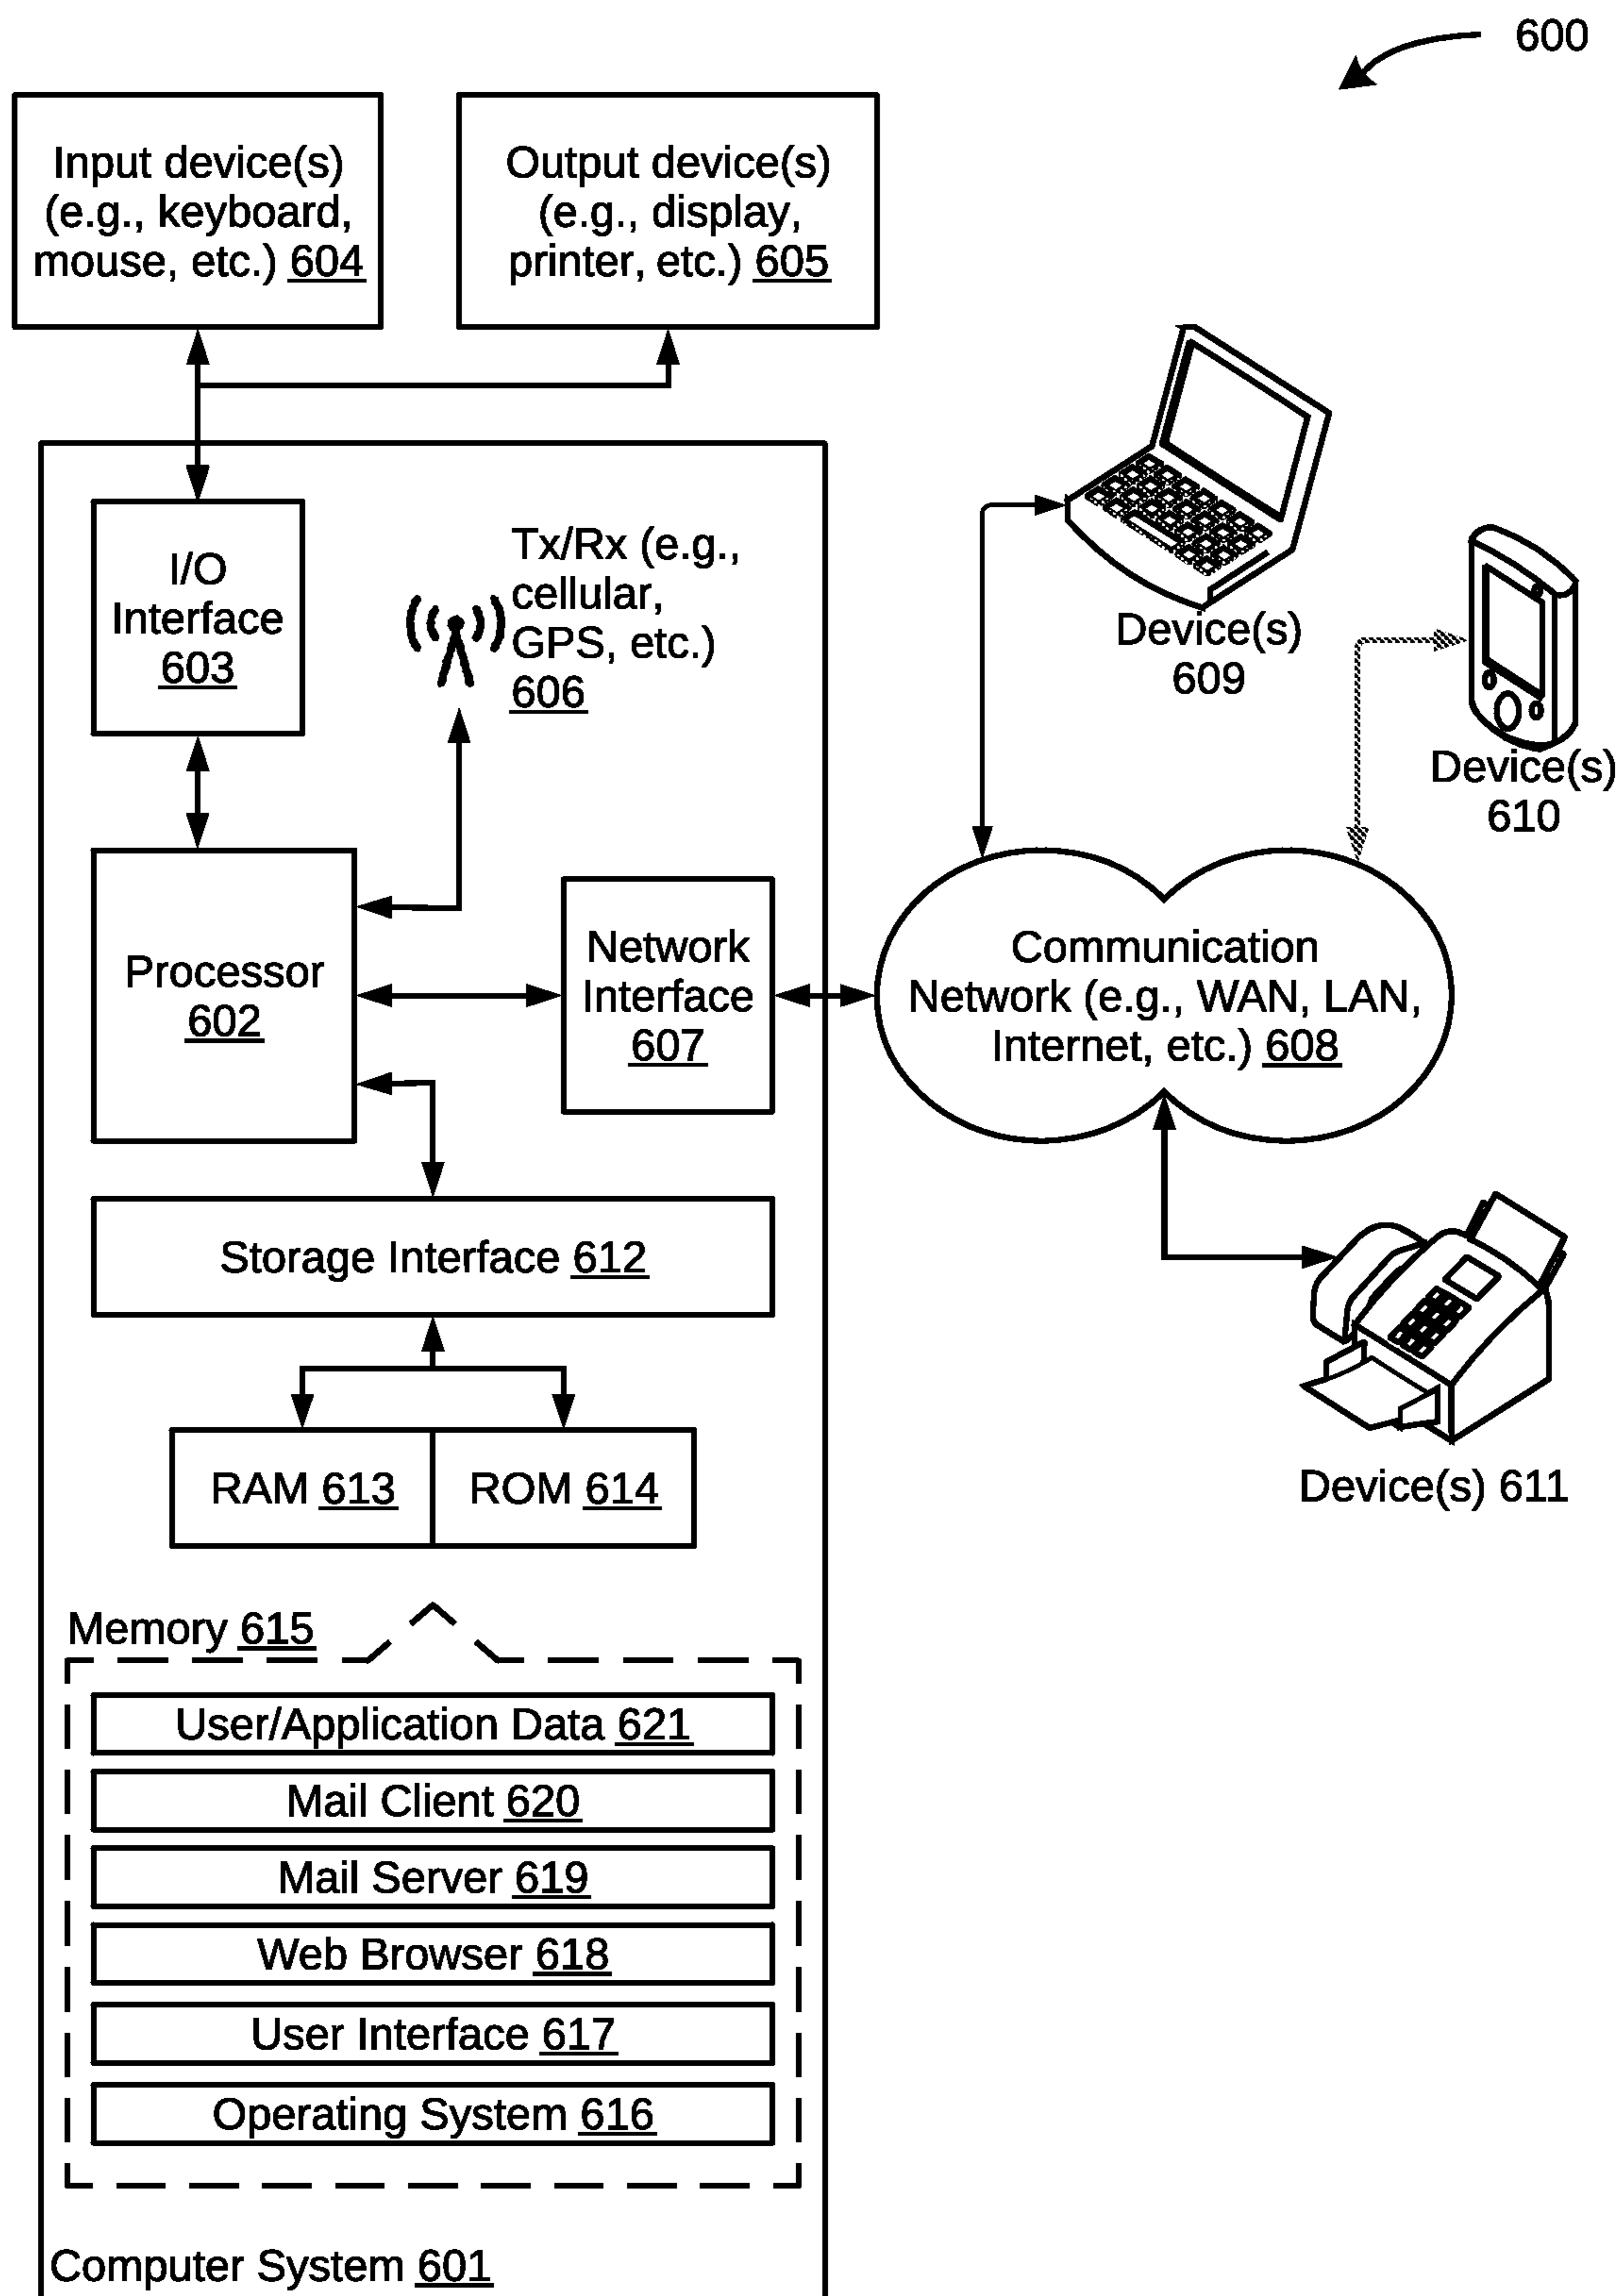 600
Input device(s)
(e.g., keyboard,
mouse, etc.) 604
Output device(s)
(e.g., display,
printer, etc.) 605
I/O
Interface
603
Tx/Rx (e.g.,
cellular,
GPS, etc.)
606
Device(s)
609
Device(s)
610
Processor
602
Network
Interface
607
Communication
Network (e.g., WAN, LAN,
Internet, etc.) 608
Storage Interface 612
RAM 613
ROM 614
Device(s) 611
Memory 615
User/Application Data 621
Mail Client 620
Mail Server 619
Web Browser 618
User Interface 617
Operating System 616
Computer System 601